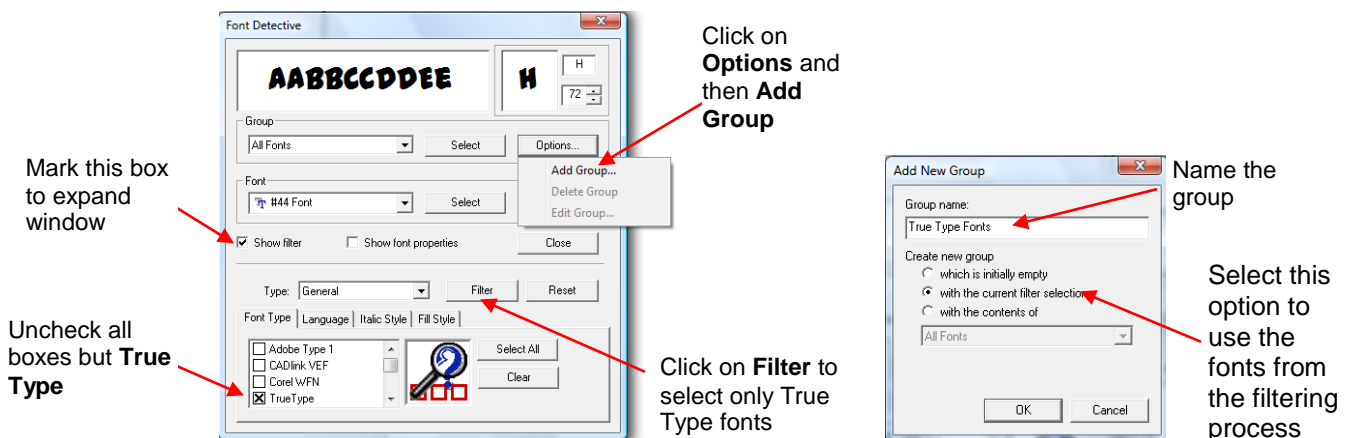 Font Detective
AABBCCDDEE
H
H
72
Group
All Fonts
Select
Options...
Add Group...
Delete Group
Edit Group...
Font
#44 Font
Select
Show filter
Show font properties
Close
Type:
General
Filter
Reset
Font Type
Language
Italic Style
Fill Style
Adobe Type 1
CADlink VEF
Corel WFN
TrueType
Select All
Clear
Mark this box
to expand
window
Uncheck all
boxes but True
Type
Click on
Options and
then Add
Group
Click on Filter to
select only True
Type fonts
Add New Group
Group name:
True Type Fonts
Create new group
which is initially empty
with the current filter selection
with the contents of
All Fonts
OK
Cancel
Name the
group
Select this
option to
use the
fonts from
the filtering
process